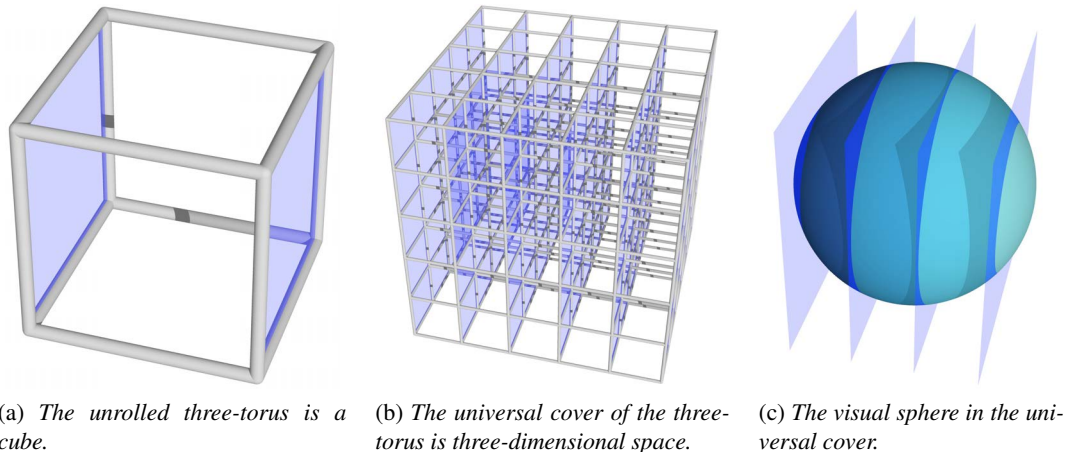 (a) The unrolled three-torus is a
cube.
(b) The universal cover of the three-
torus is three-dimensional space.
(c) The visual sphere in the uni-
versal cover.